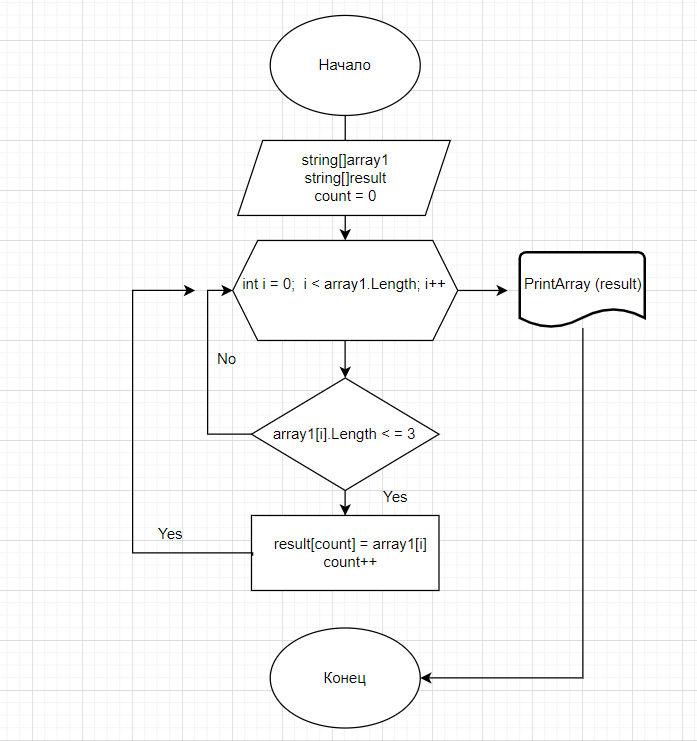 Начало
string[]array1
string[]result
count = 0
int i = 0;  i < array1.Length; i++
PrintArray (result)
No
array1[i].Length < = 3
Yes
Yes
result[count] = array1[i]
count++
Конец